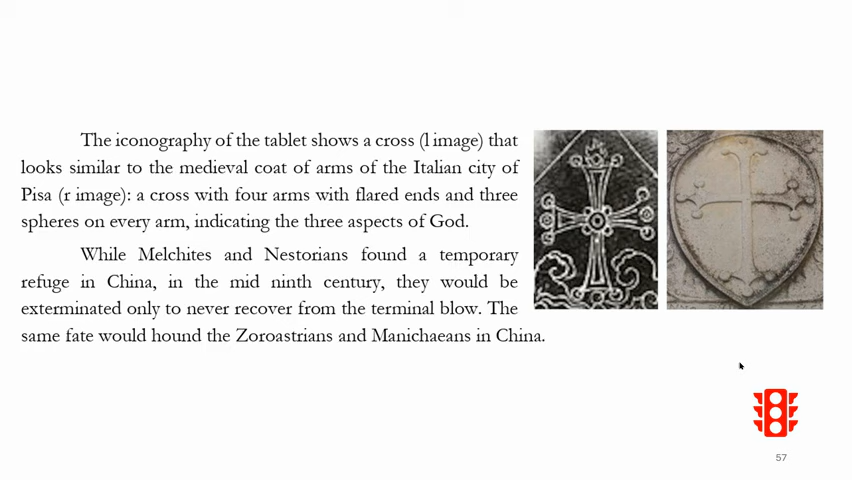 The iconography of the tablet shows a cross (l image) that
looks similar to the medieval coat of arms of the Italian city of
Pisa (r image): a cross with four arms with flared ends and three
spheres on every arm, indicating the three aspects of God.
While Melchites and Nestorians found a temporary
refuge in China, in the mid ninth century, they would be
exterminated only to never recover from the terminal blow. The
same fate would hound the Zoroastrians and Manichaeans in China.
57